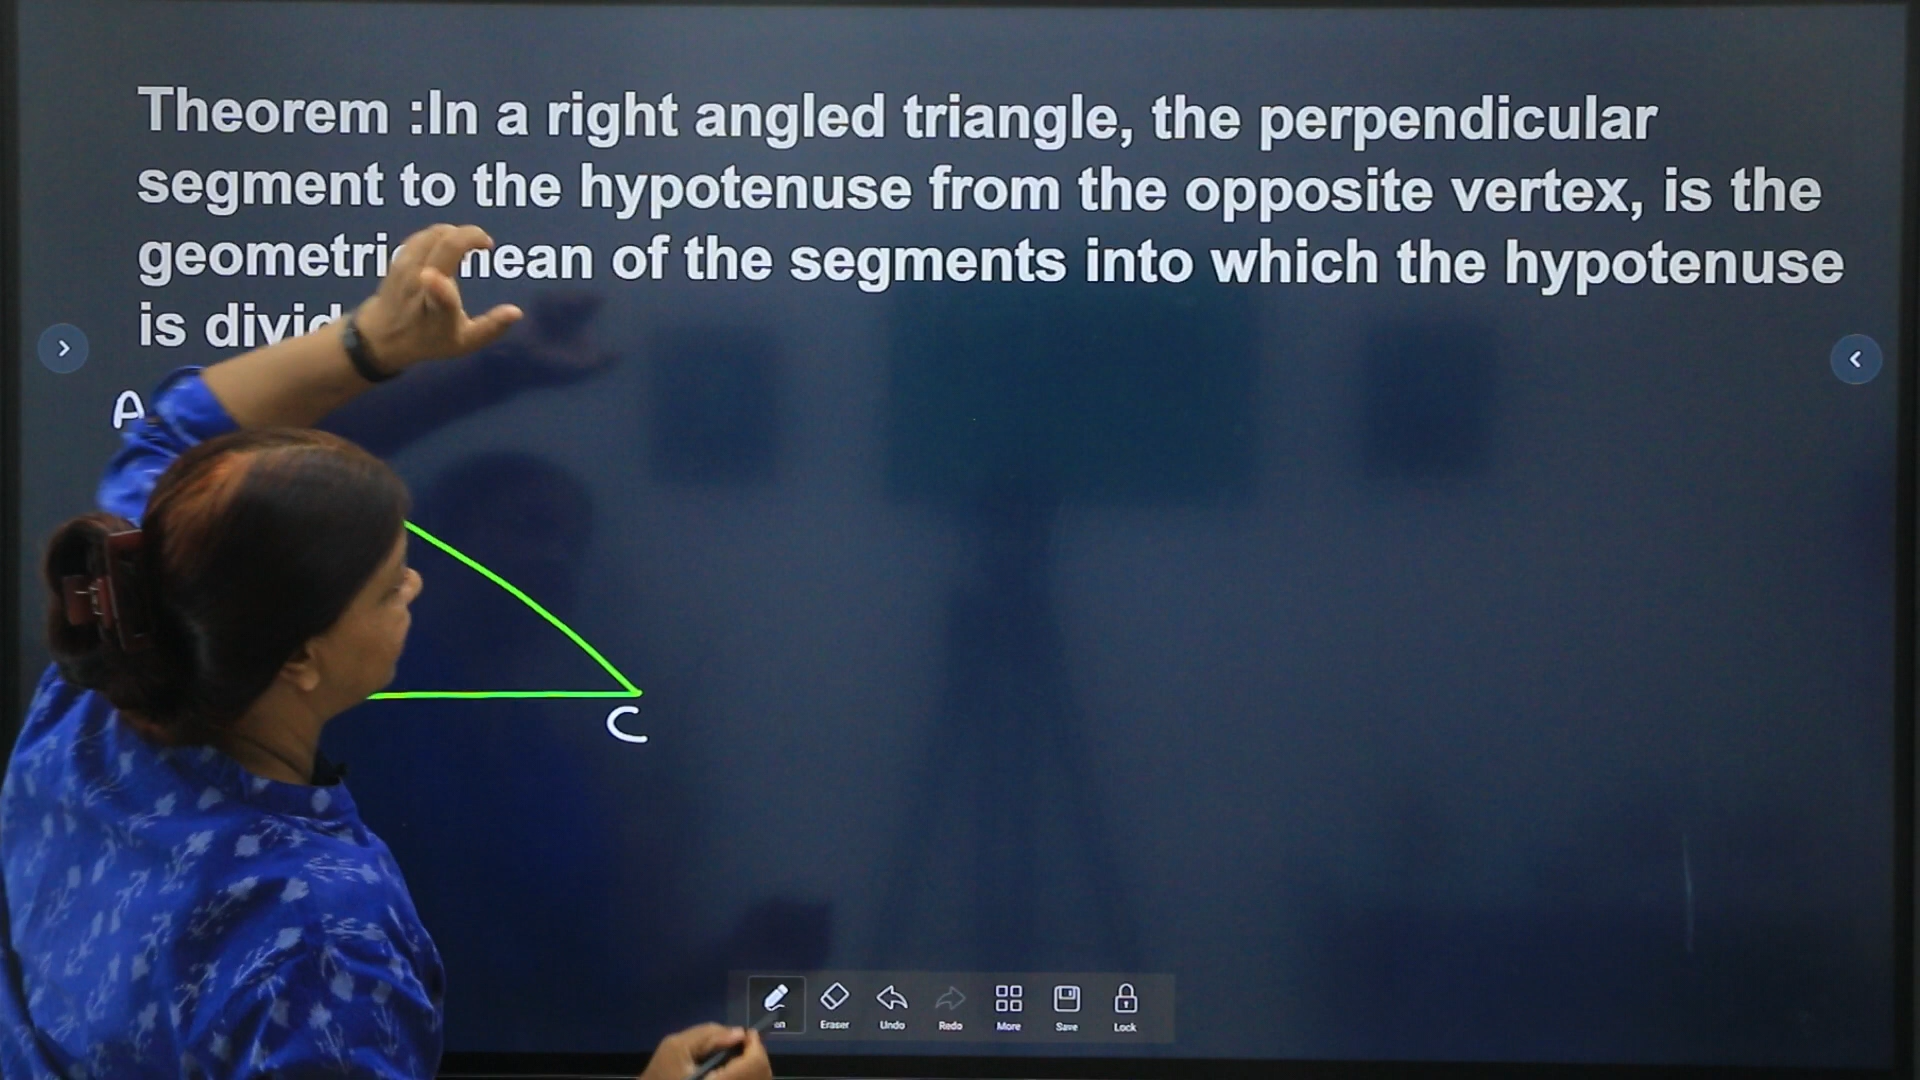 Theorem :In a right angled triangle, the perpendicular
segment to the hypotenuse from the opposite vertex, is the
geometric mean of the segments into which the hypotenuse
is
A
C
Eraser Undo Redo More Save Lock